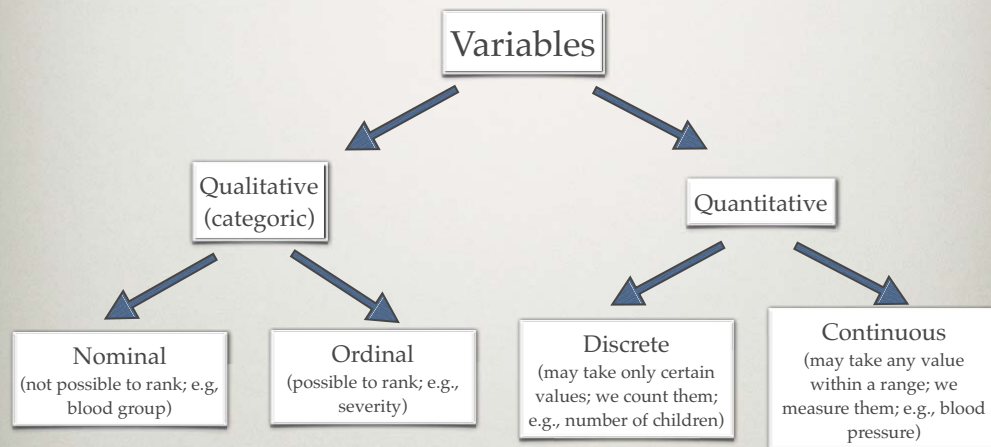 Variables
Qualitative
(categoric)
Quantitative
Nominal
(not possible to rank; e.g,
blood group)
Ordinal
(possible to rank; e.g.,
severity)
Discrete
(may take only certain
values; we count them;
e.g., number of children)
Continuous
(may take any value
within a range; we
measure them; e.g., blood
pressure)